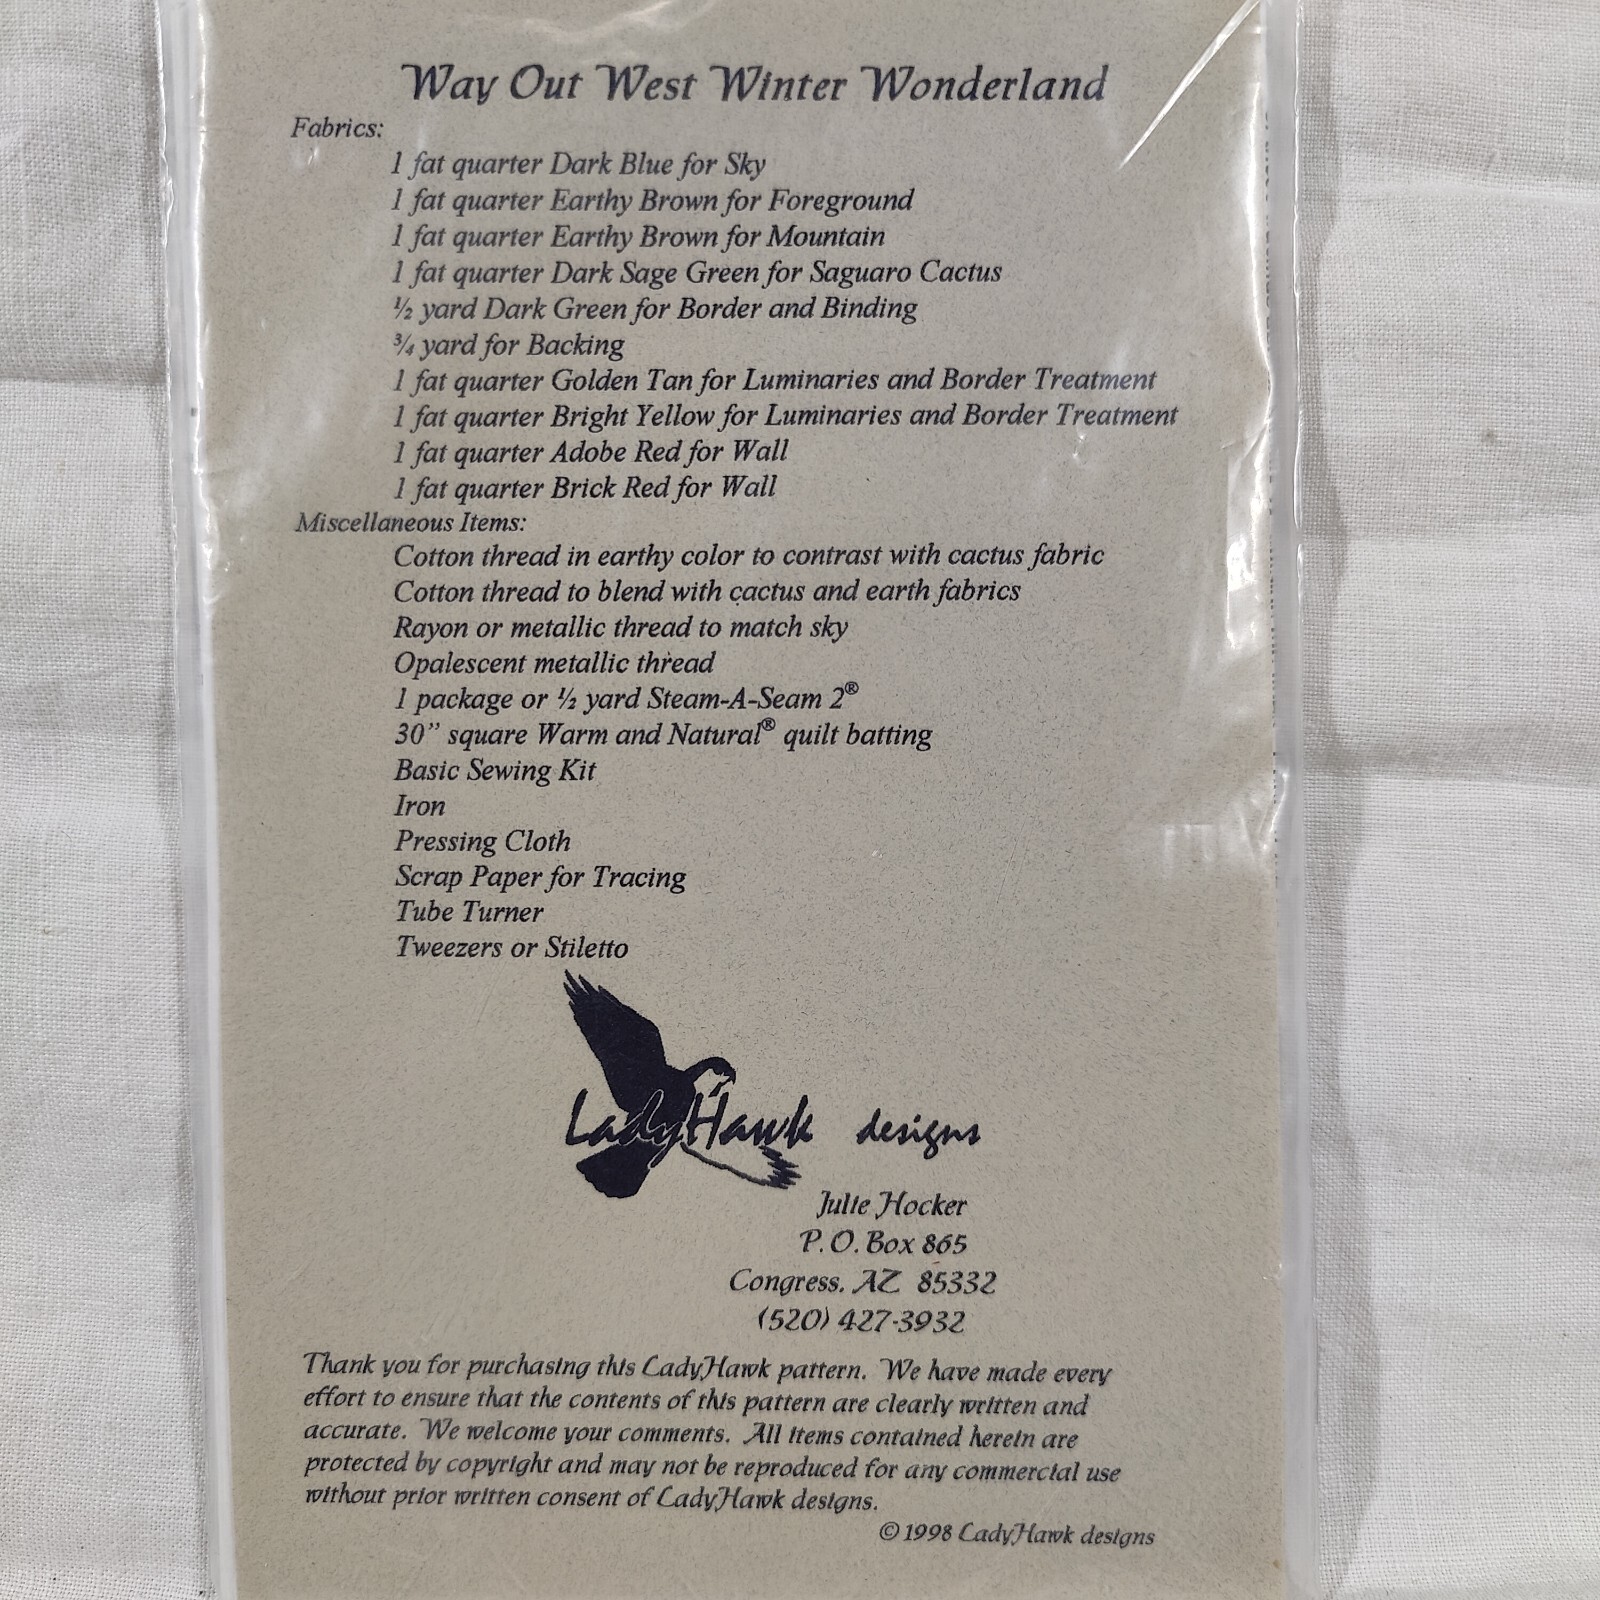 Way Out West Winter Wonderland
Fabrics:
1 fat quarter Dark Blue for Sky
1 fat quarter Earthy Brown for Foreground
1 fat quarter Earthy Brown for Mountain
1 fat quarter Dark Sage Green for Saguaro Cactus
½ yard Dark Green for Border and Binding
¾ yard for Backing
1 fat quarter Golden Tan for Luminaries and Border Treatment
1 fat quarter Bright Yellow for Luminaries and Border Treatment
1 fat quarter Adobe Red for Wall
1 fat quarter Brick Red for Wall
Miscellaneous Items:
Cotton thread in earthy color to contrast with cactus fabric
Cotton thread to blend with cactus and earth fabrics
Rayon or metallic thread to match sky
Opalescent metallic thread
1 package or ½ yard Steam-A-Seam 2®
30” square Warm and Natural® quilt batting
Basic Sewing Kit
Iron
Pressing Cloth
Scrap Paper for Tracing
Tube Turner
Tweezers or Stiletto
LadyHawk designs
Julie Hocker
P.O. Box 865
Congress, AZ 85332
(520) 427-3932
Thank you for purchasing this LadyHawk pattern. We have made every
effort to ensure that the contents of this pattern are clearly written and
accurate. We welcome your comments. All items contained herein are
protected by copyright and may not be reproduced for any commercial use
without prior written consent of LadyHawk designs.
© 1998 LadyHawk designs